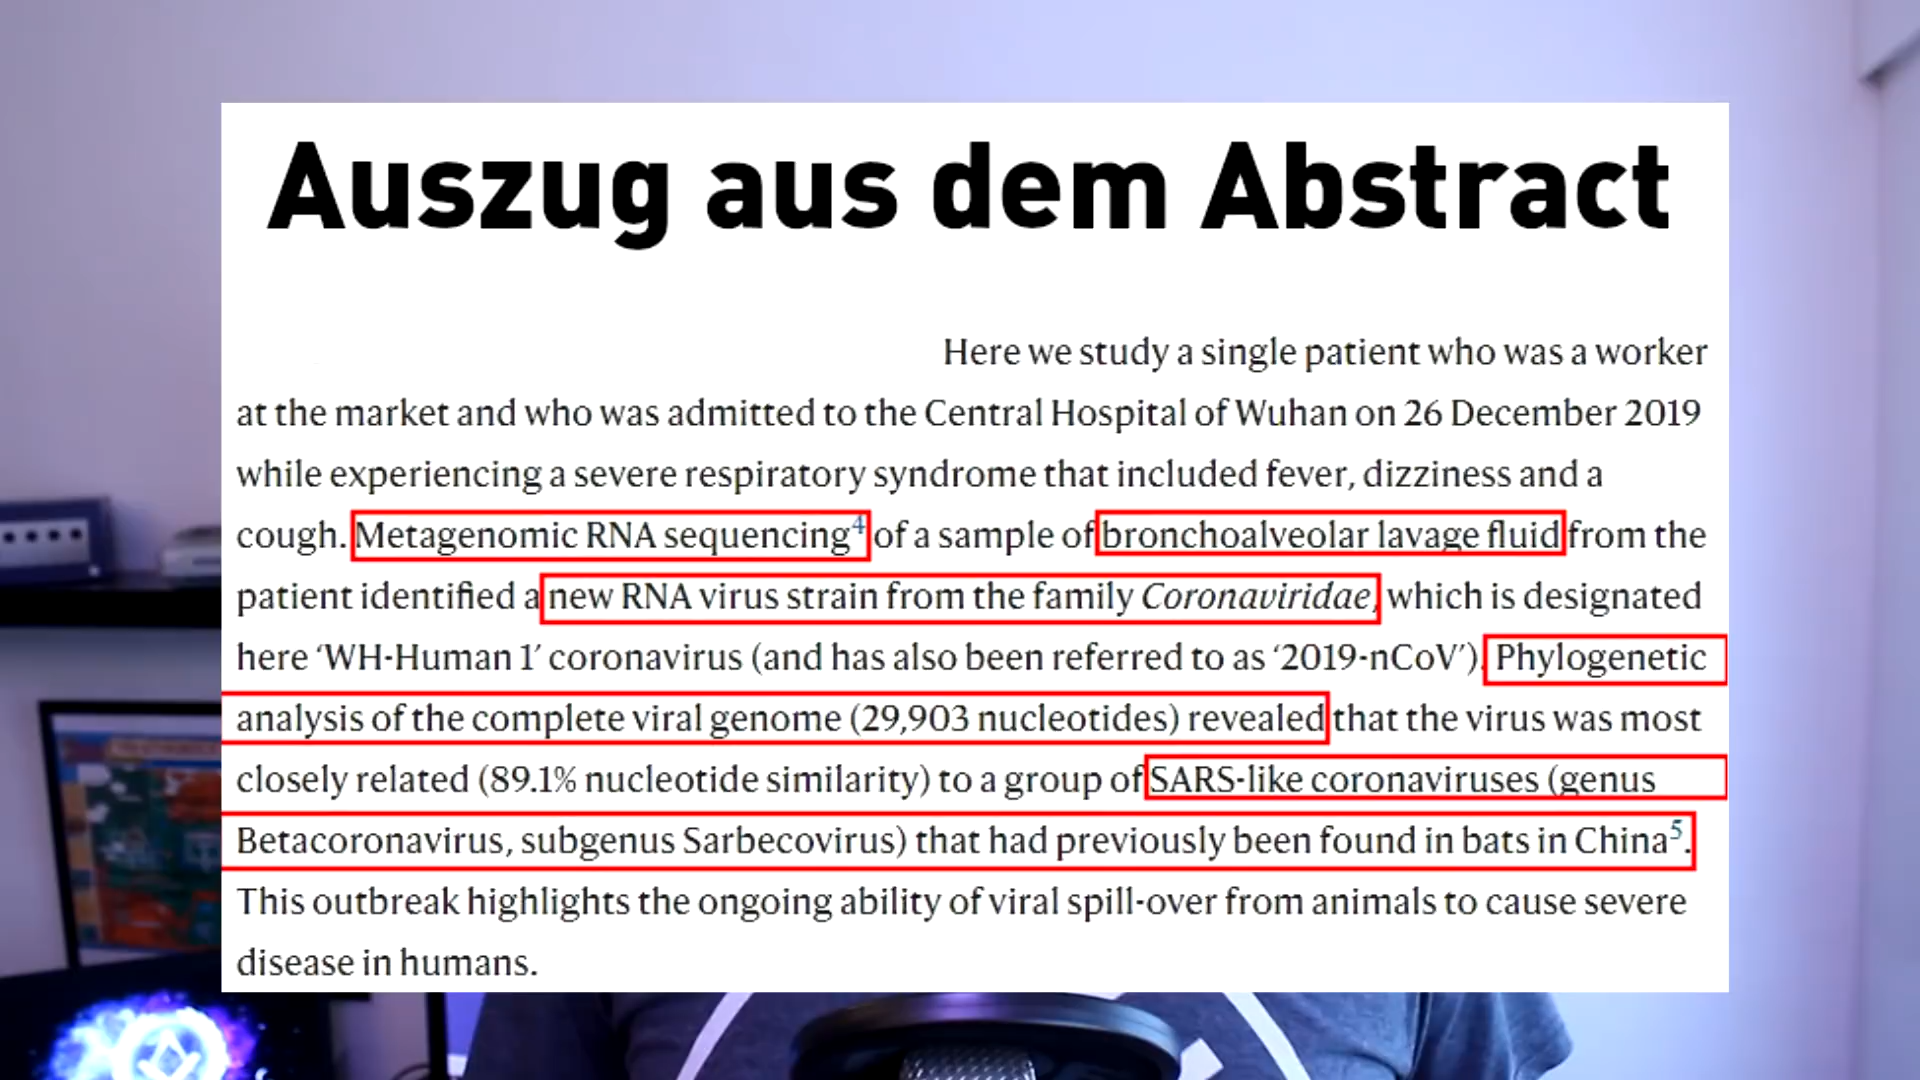 Auszug aus dem Abstract
Here we study a single patient who was a worker
at the market and who was admitted to the Central Hospital of Wuhan on 26 December 2019
while experiencing a severe respiratory syndrome that included fever, dizziness and a
cough. Metagenomic RNA sequencing4 of a sample of bronchoalveolar lavage fluid from the
patient identified a new RNA virus strain from the family Coronaviridae, which is designated
here ‘WH-Human 1’ coronavirus (and has also been referred to as ‘2019-nCoV’). Phylogenetic
analysis of the complete viral genome (29,903 nucleotides) revealed that the virus was most
closely related (89.1% nucleotide similarity) to a group of SARS-like coronaviruses (genus
Betacoronavirus, subgenus Sarbecovirus) that had previously been found in bats in China5.
This outbreak highlights the ongoing ability of viral spill-over from animals to cause severe
disease in humans.